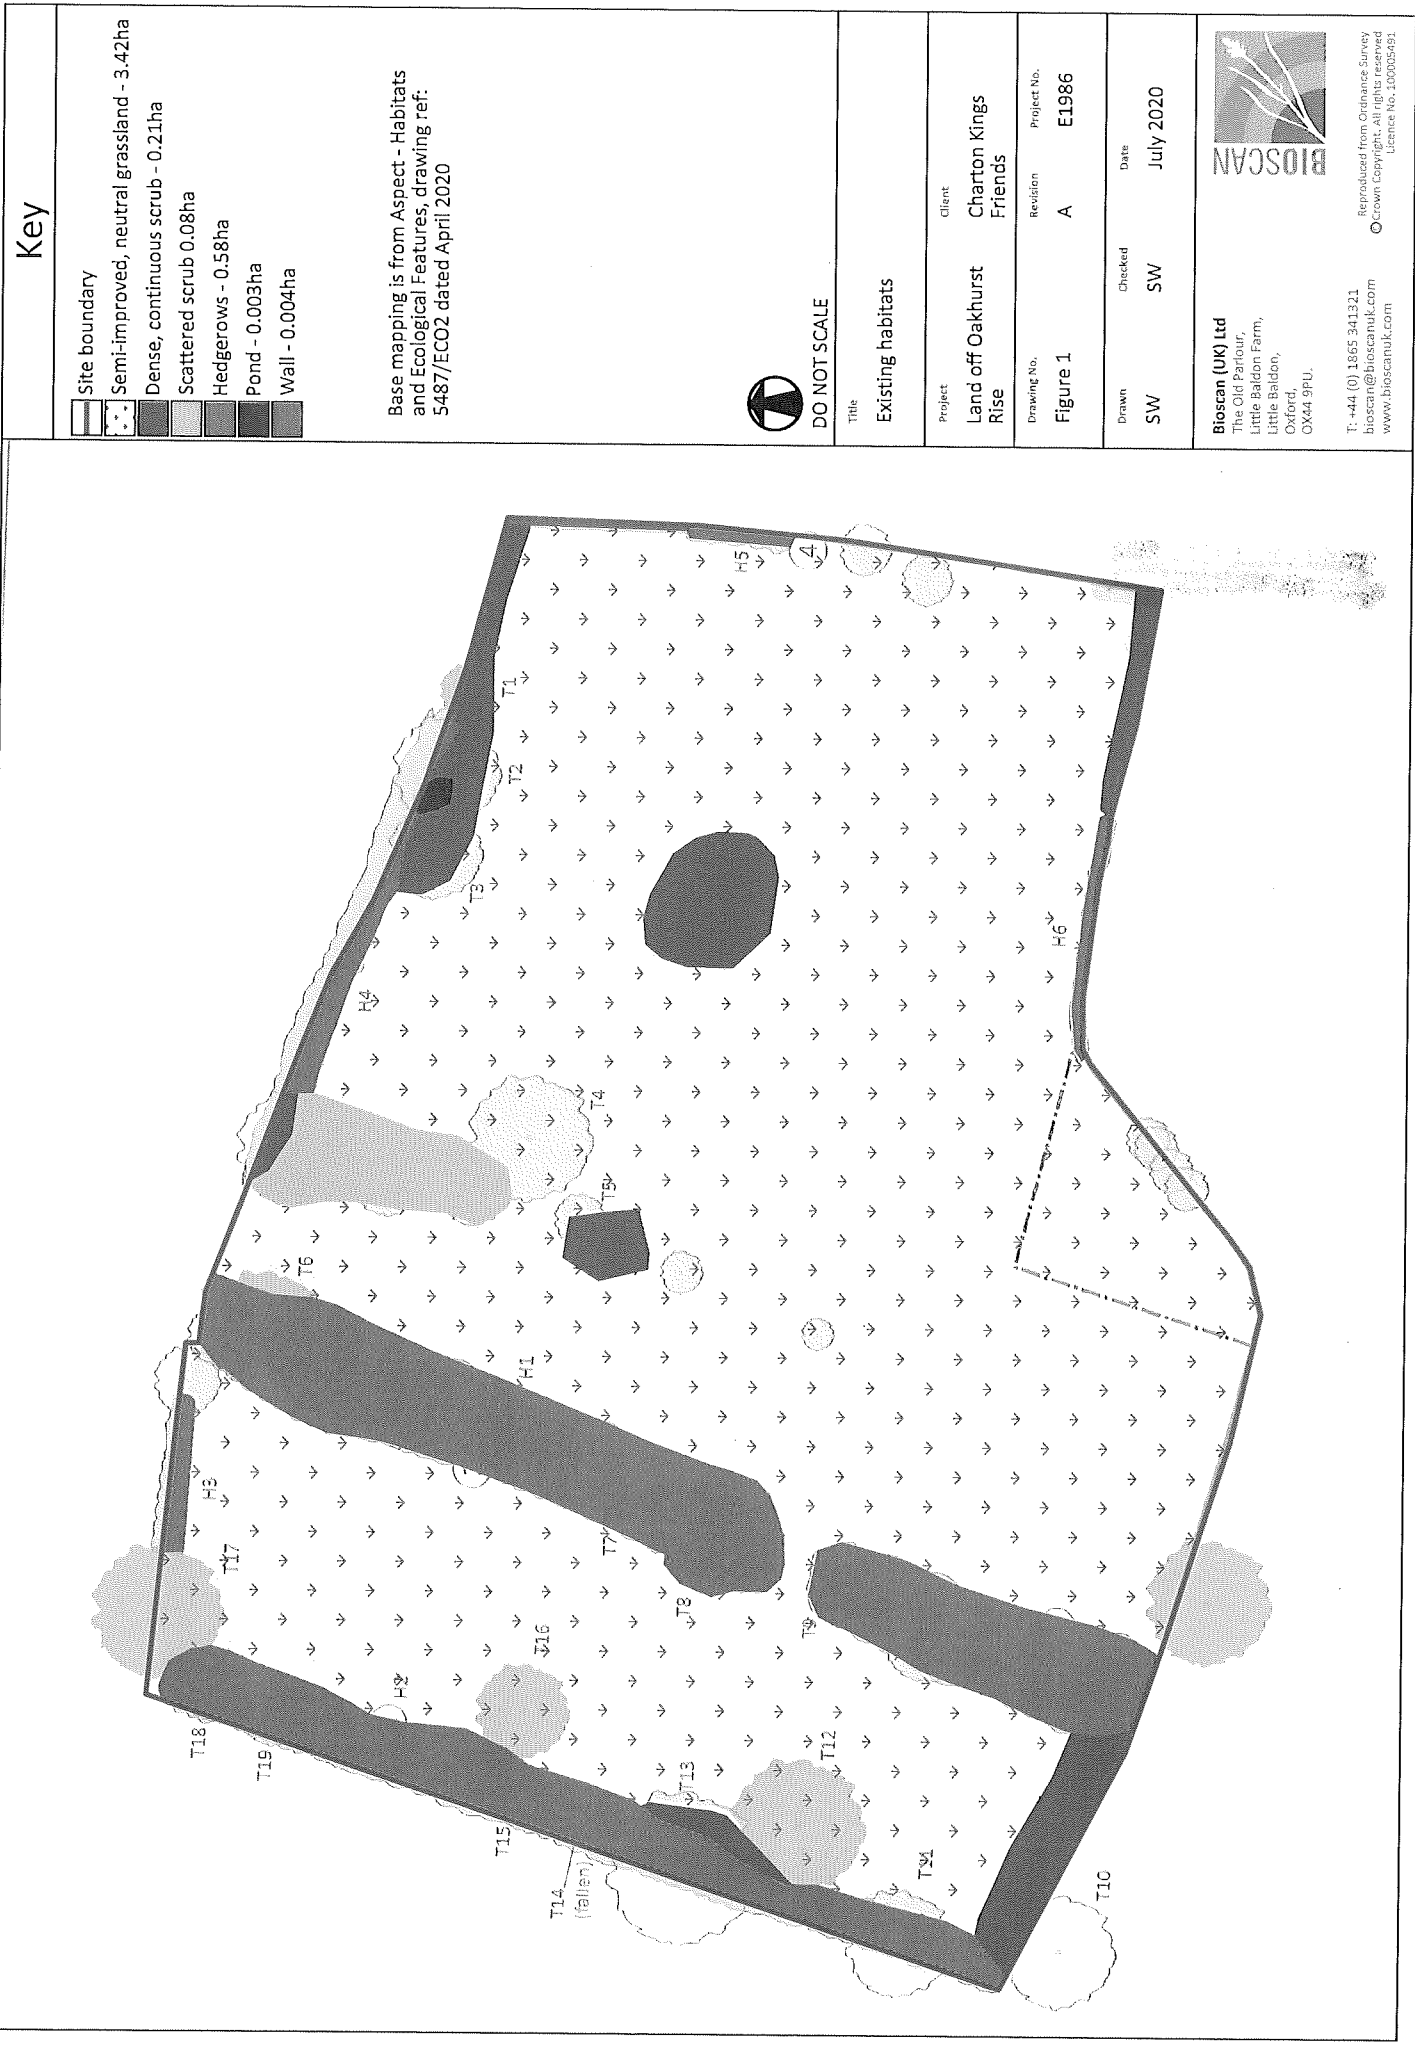 Key
Site boundary
Semi-improved, neutral grassland - 3.42ha
Dense, continuous scrub - 0.21ha
Scattered scrub 0.08ha
Hedgerows - 0.58ha
Pond - 0.003ha
Wall - 0.004ha
Base mapping is from Aspect - Habitats
and Ecological Features, drawing ref:
5487/ECO2 dated April 2020
DO NOT SCALE
Title
Existing habitats
Project
Land off Oakhurst
Rise
Client
Charton Kings
Friends
Drawing No.
Figure 1
Revision
A
Project No.
E1986
Drawn
SW
Checked
SW
Date
July 2020
Bioscan (UK) Ltd
The Old Parlour,
Little Baldon Farm,
Little Baldon,
Oxford,
OX44 9PU.
T: +44 (0) 1865 341321
bioscan@bioscanuk.com
www.bioscanuk.com
BIOSCAN
Reproduced from Ordnance Survey
© Crown Copyright. All rights reserved
Licence No. 100005491
T18
T19
T17
H3
T6
H4
T3
T2
T1
H2
T16
T15
T14
(fallen)
T13
T12
T11
T10
T9
T8
T7
H1
T5
T4
H5
4
H6